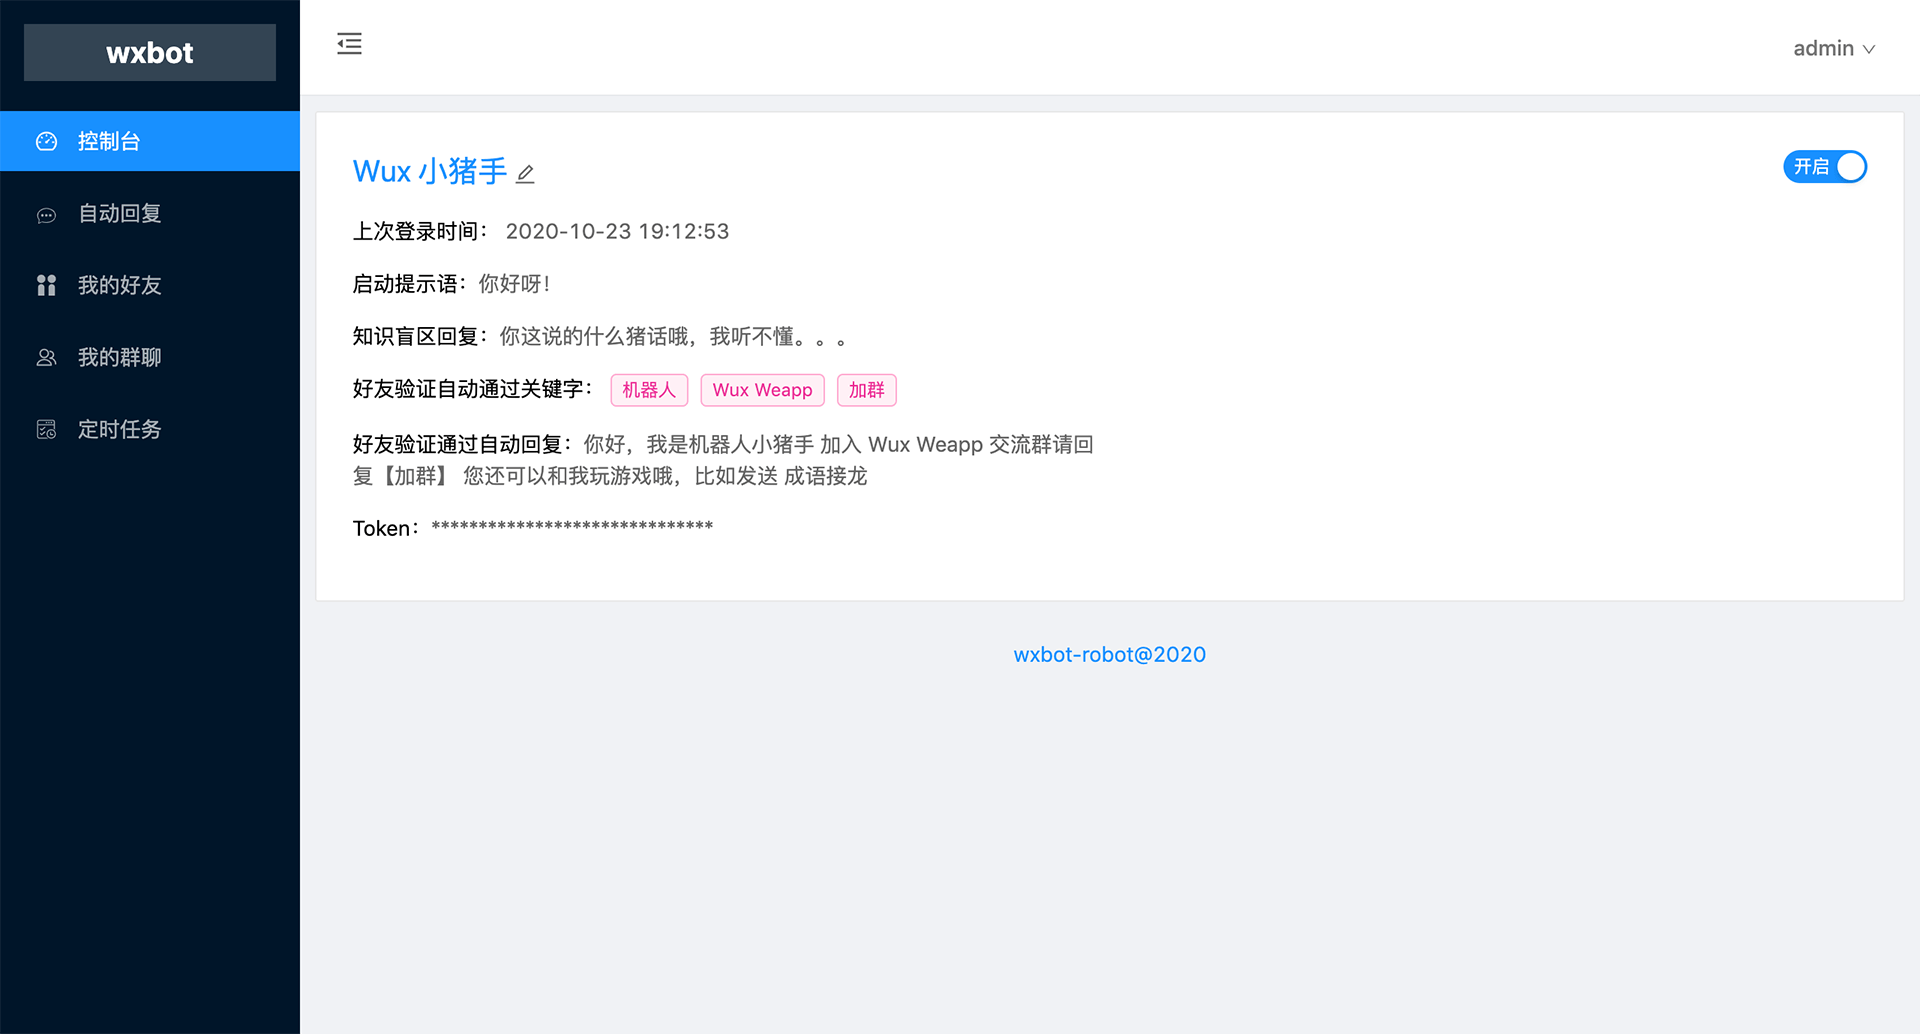 wxbot
admin
控制台
自动回复
我的好友
我的群聊
定时任务
Wux 小猪手
开启
上次登录时间： 2020-10-23 19:12:53
启动提示语：你好呀！
知识盲区回复：你这说的什么猪话哦，我听不懂。。。
好友验证自动通过关键字： 机器人 Wux Weapp 加群
好友验证通过自动回复：你好，我是机器人小猪手 加入 Wux Weapp 交流群请回
复【加群】 您还可以和我玩游戏哦，比如发送 成语接龙
Token：******************************
wxbot-robot@2020